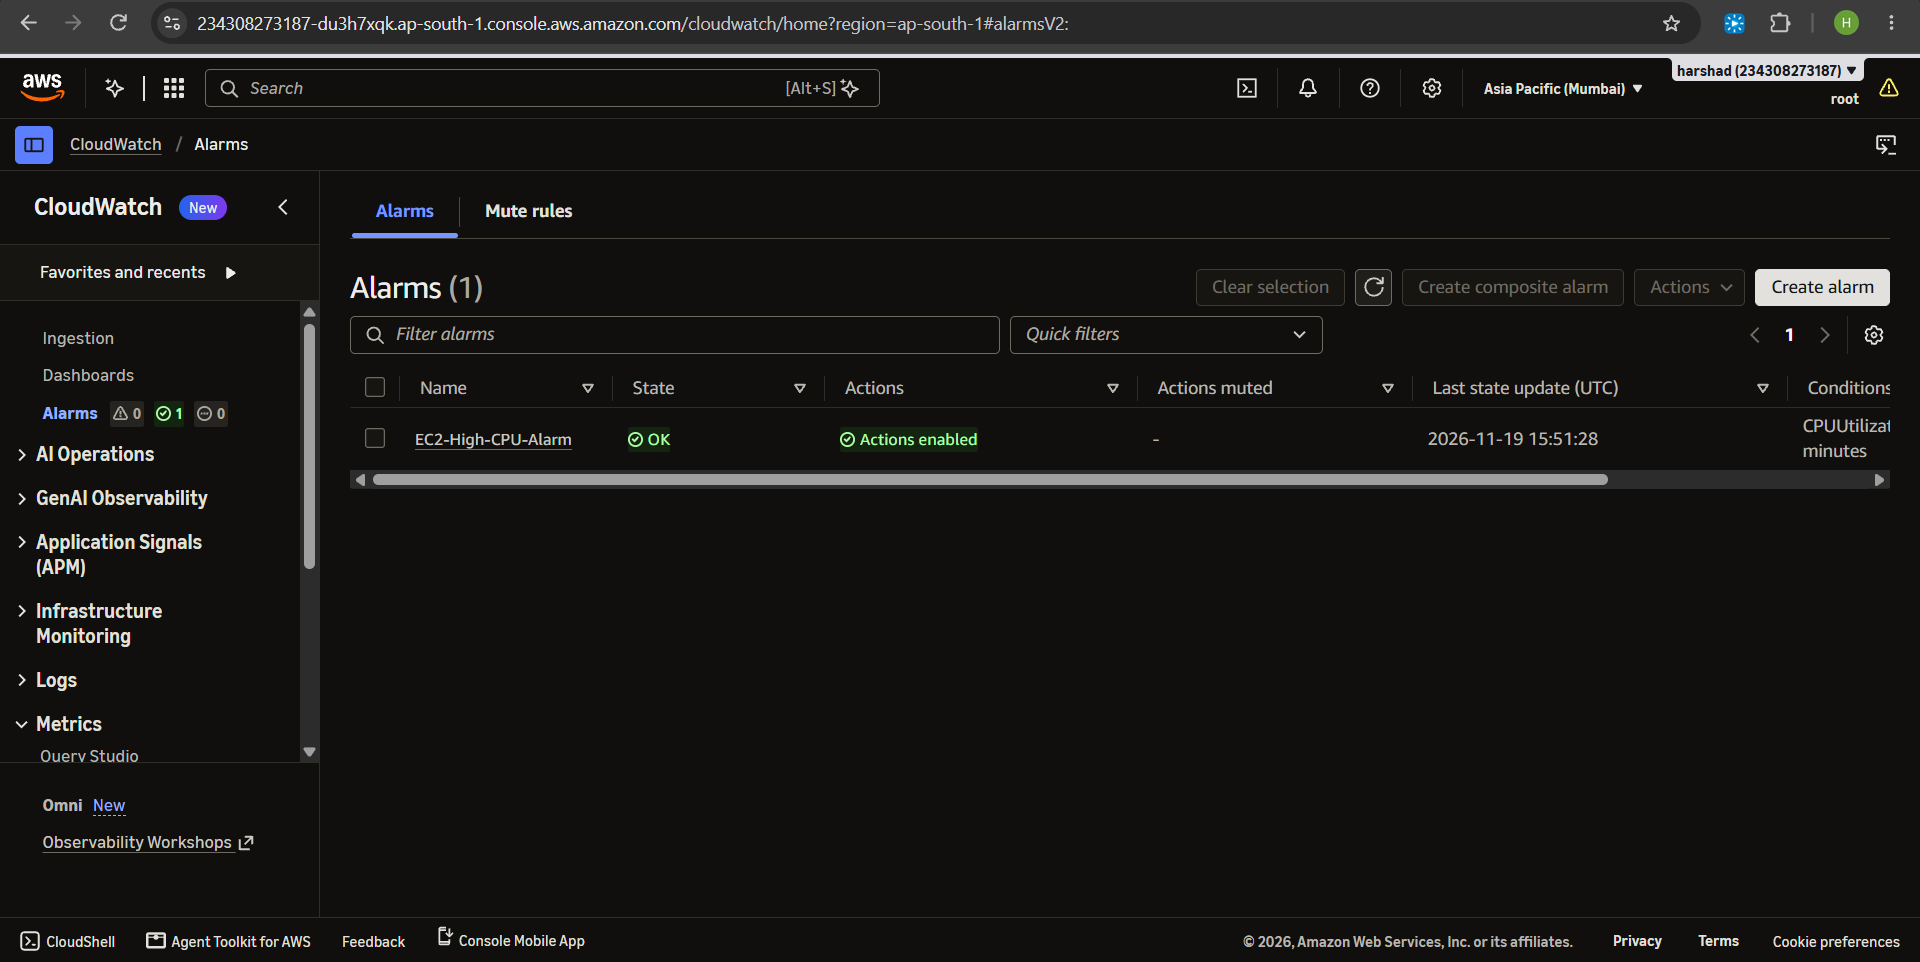 234308273187-du3h7xqk.ap-south-1.console.aws.amazon.com/cloudwatch/home?region=ap-south-1#alarmsV2:
H
aws
Search
[Alt+S]
Asia Pacific (Mumbai)
harshad (234308273187)
root
CloudWatch / Alarms
CloudWatch New
Favorites and recents
Ingestion
Dashboards
Alarms 0 1 0
AI Operations
GenAI Observability
Application Signals
(APM)
Infrastructure
Monitoring
Logs
Metrics
Query Studio
Omni New
Observability Workshops
Alarms
Mute rules
Alarms (1)
Clear selection
Create composite alarm
Actions
Create alarm
Filter alarms
Quick filters
1
Name State Actions Actions muted Last state update (UTC) Conditions
EC2-High-CPU-Alarm OK Actions enabled - 2026-11-19 15:51:28 CPUUtilizat
minutes
CloudShell Agent Toolkit for AWS Feedback Console Mobile App © 2026, Amazon Web Services, Inc. or its affiliates. Privacy Terms Cookie preferences